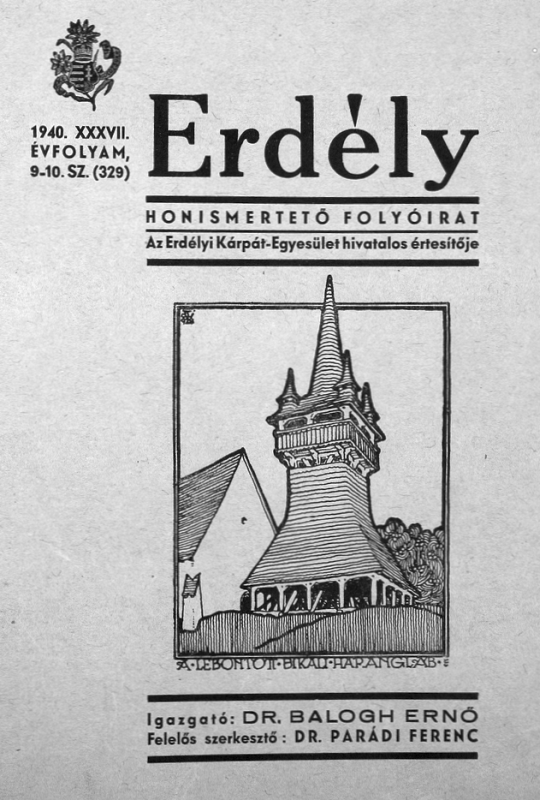 1940. XXXVII.
ÉVFOLYAM,
9-10. SZ. (329)
Erdély
HONISMERTETŐ FOLYÓIRAT
Az Erdélyi Kárpát-Egyesület hivatalos értesítője
A·LEBONTOTT·BIKALI·HARANGLÁB·
Igazgató: DR. BALOGH ERNŐ
Felelős szerkesztő: DR. PARÁDI FERENC